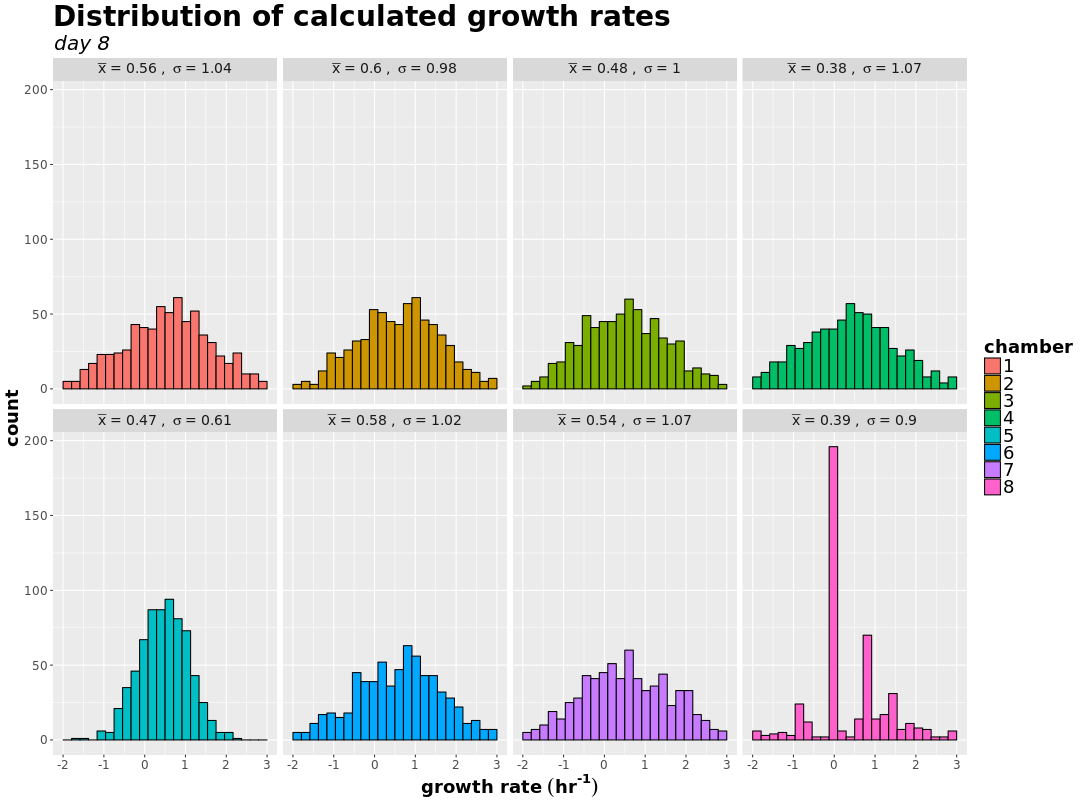 Distribution of calculated growth rates
day 8
x̅ = 0.56 , σ = 1.04
x̅ = 0.6 , σ = 0.98
x̅ = 0.48 , σ = 1
x̅ = 0.38 , σ = 1.07
200
150
100
50
0
x̅ = 0.47 , σ = 0.61
x̅ = 0.58 , σ = 1.02
x̅ = 0.54 , σ = 1.07
x̅ = 0.39 , σ = 0.9
200
150
100
50
0
-2 -1 0 1 2 3
-2 -1 0 1 2 3
-2 -1 0 1 2 3
-2 -1 0 1 2 3
count
growth rate (hr⁻¹)
chamber
1
2
3
4
5
6
7
8